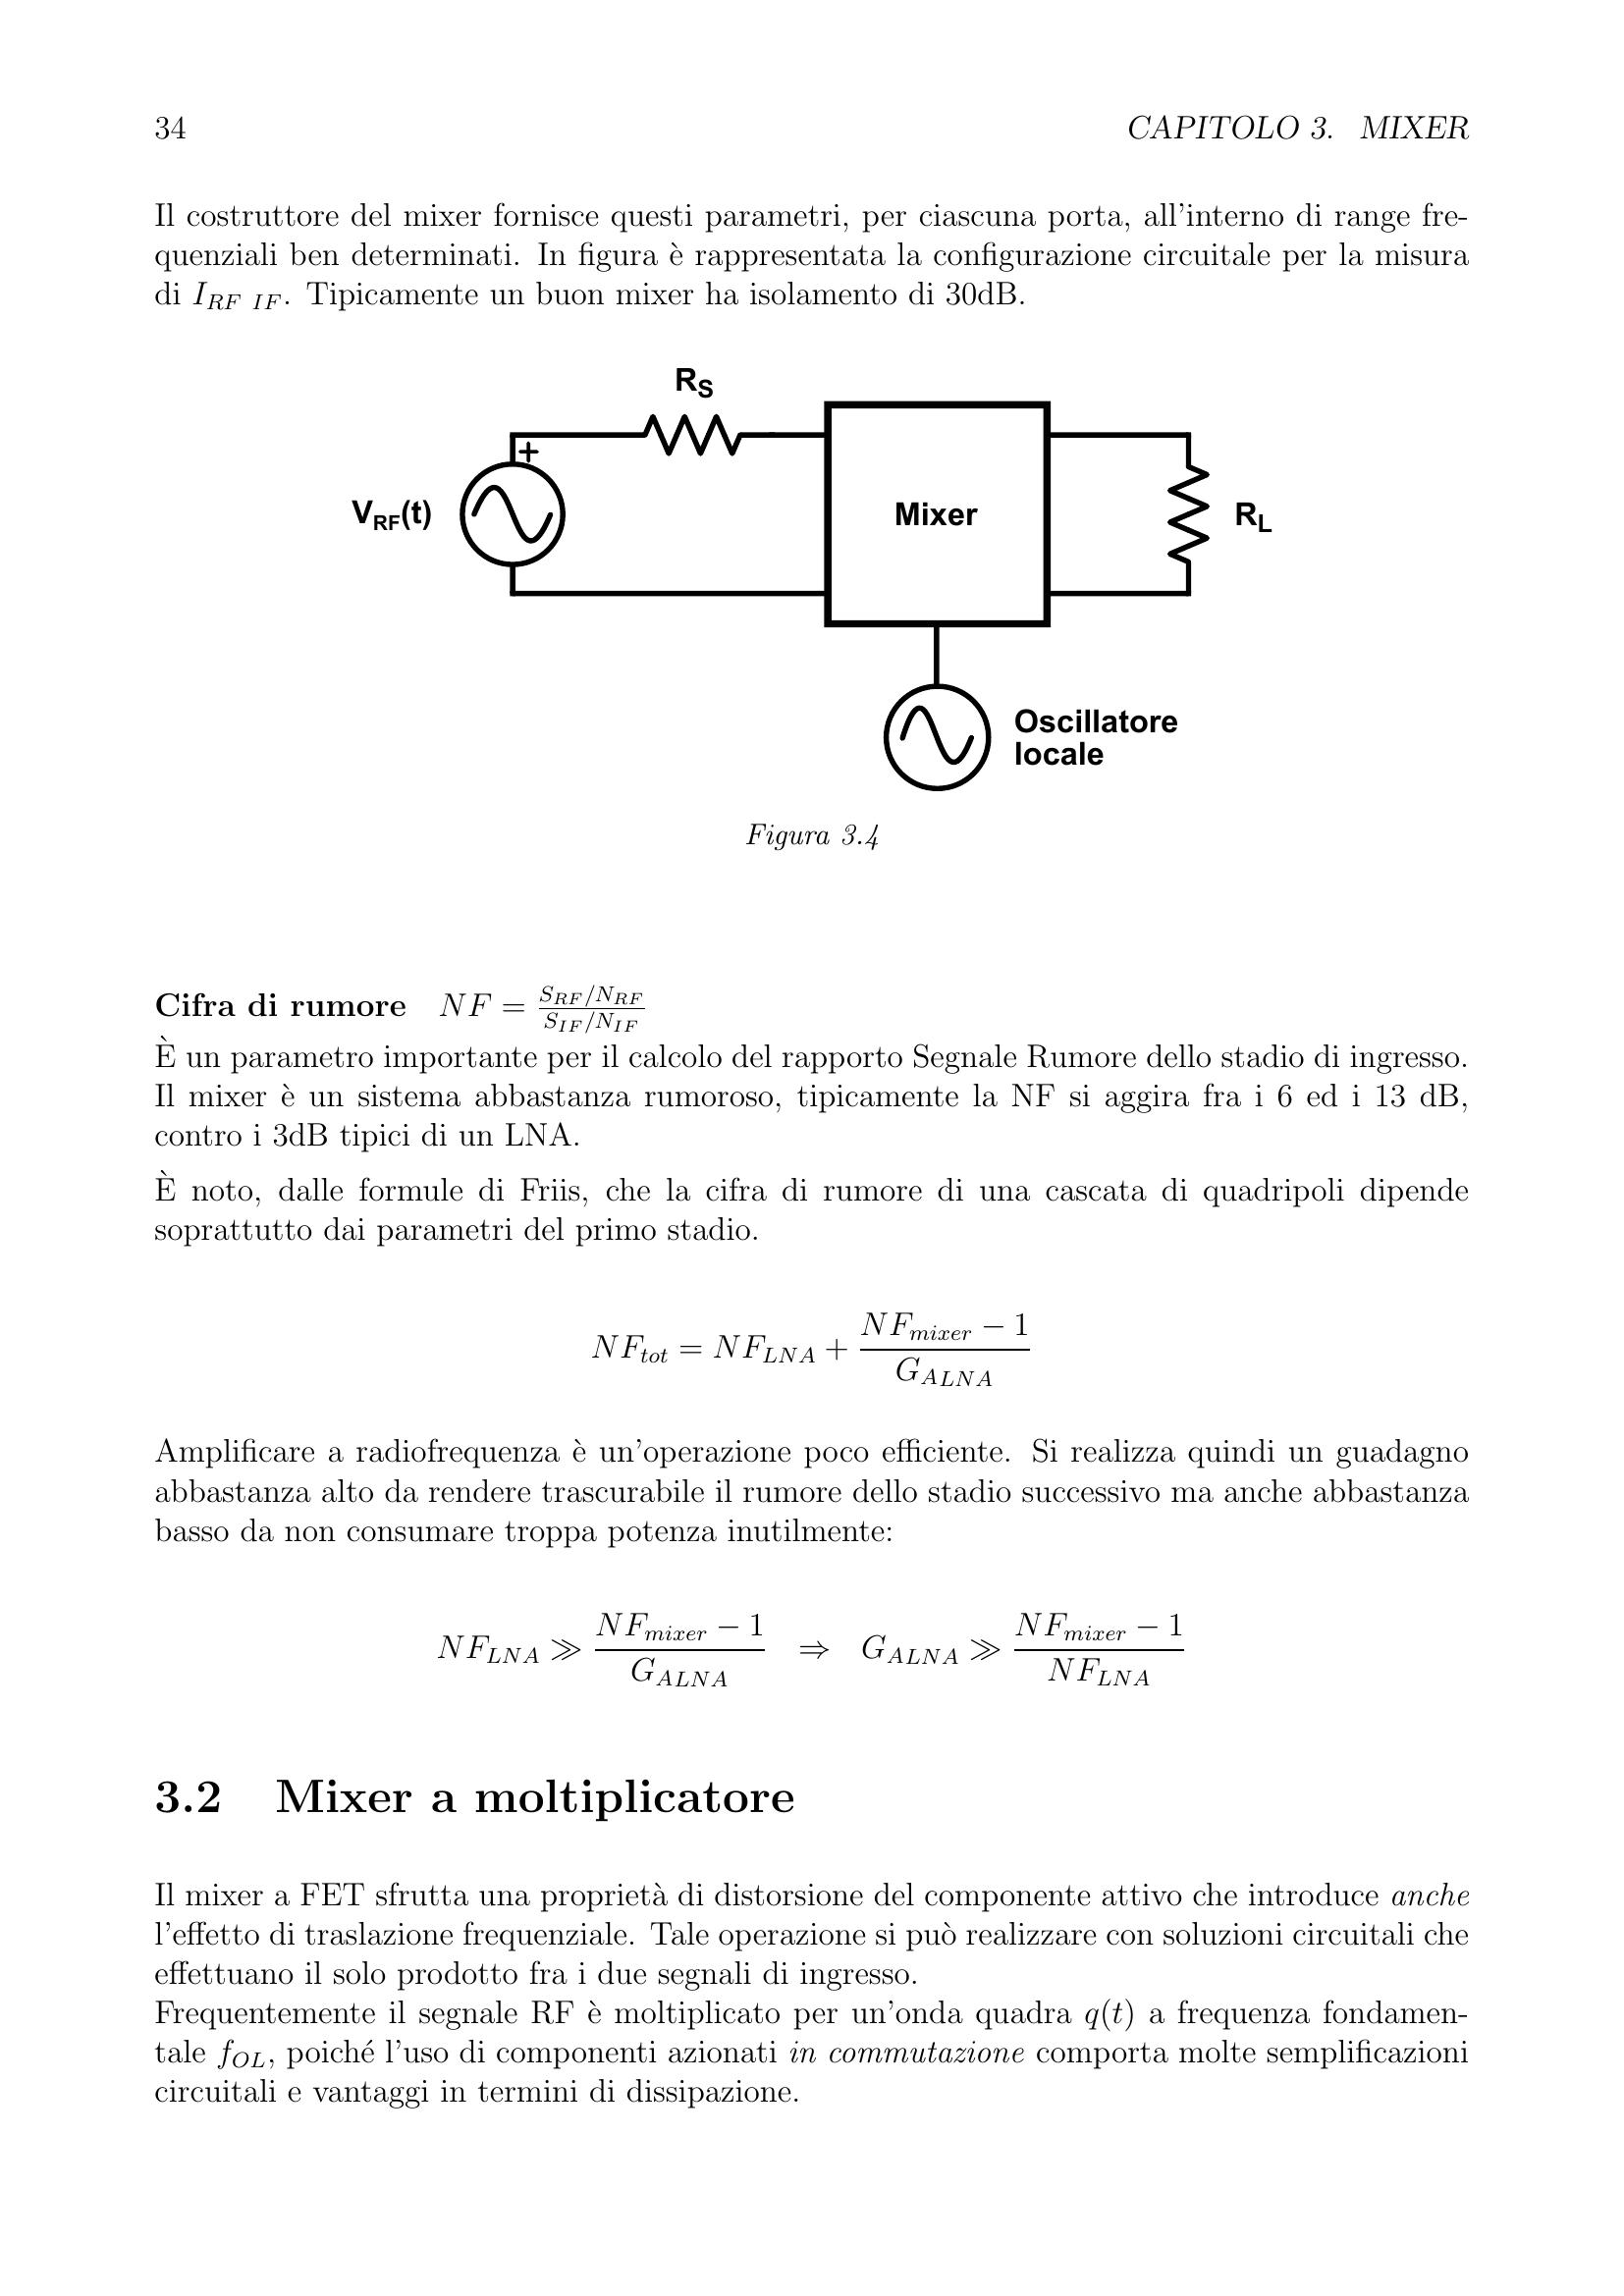 34 CAPITOLO 3. MIXER
Il costruttore del mixer fornisce questi parametri, per ciascuna porta, all'interno di range fre-
quenziali ben determinati. In figura è rappresentata la configurazione circuitale per la misura
di I_{RF IF}. Tipicamente un buon mixer ha isolamento di 30dB.
R_S
+
V_{RF}(t)
Mixer
R_L
Oscillatore
locale
Figura 3.4
Cifra di rumore NF = \frac{S_{RF}/N_{RF}}{S_{IF}/N_{IF}}
È un parametro importante per il calcolo del rapporto Segnale Rumore dello stadio di ingresso.
Il mixer è un sistema abbastanza rumoroso, tipicamente la NF si aggira fra i 6 ed i 13 dB,
contro i 3dB tipici di un LNA.
È noto, dalle formule di Friis, che la cifra di rumore di una cascata di quadripoli dipende
soprattutto dai parametri del primo stadio.
NF_{tot} = NF_{LNA} + \frac{NF_{mixer} - 1}{G_{A LNA}}
Amplificare a radiofrequenza è un'operazione poco efficiente. Si realizza quindi un guadagno
abbastanza alto da rendere trascurabile il rumore dello stadio successivo ma anche abbastanza
basso da non consumare troppa potenza inutilmente:
NF_{LNA} ≫ \frac{NF_{mixer} - 1}{G_{A LNA}} ⇒ G_{A LNA} ≫ \frac{NF_{mixer} - 1}{NF_{LNA}}
3.2 Mixer a moltiplicatore
Il mixer a FET sfrutta una proprietà di distorsione del componente attivo che introduce anche
l'effetto di traslazione frequenziale. Tale operazione si può realizzare con soluzioni circuitali che
effettuano il solo prodotto fra i due segnali di ingresso.
Frequentemente il segnale RF è moltiplicato per un'onda quadra q(t) a frequenza fondamen-
tale f_{OL}, poiché l'uso di componenti azionati in commutazione comporta molte semplificazioni
circuitali e vantaggi in termini di dissipazione.